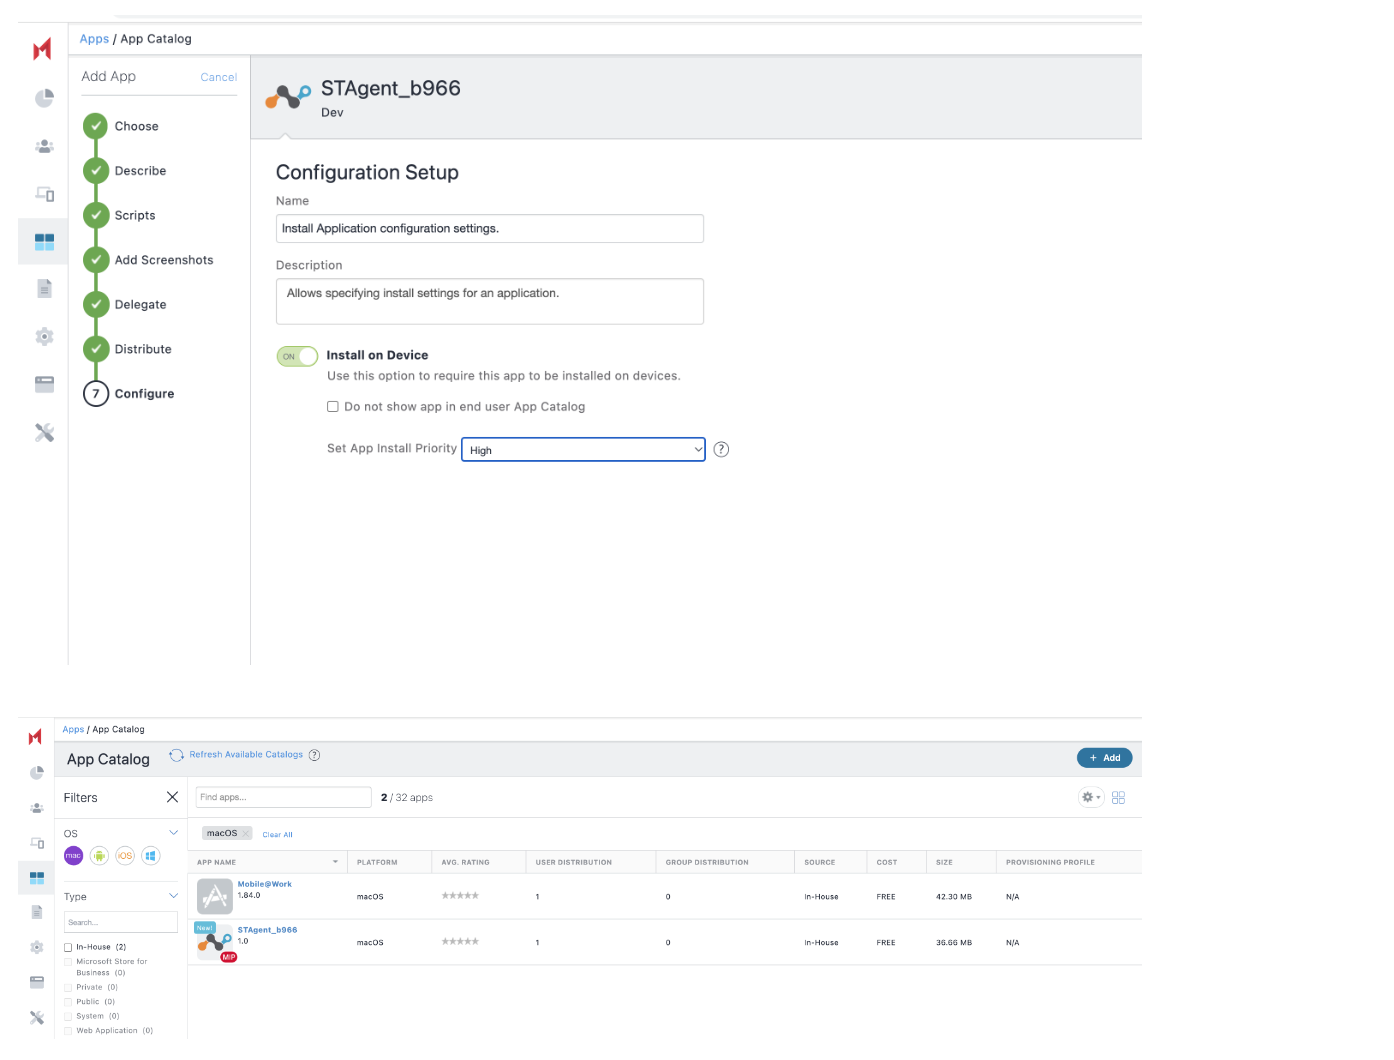 Apps / App Catalog
Add App Cancel
STAgent_b966
Dev
Choose
Describe
Scripts
Add Screenshots
Delegate
Distribute
7 Configure
Configuration Setup
Name
Install Application configuration settings.
Description
Allows specifying install settings for an application.
ON Install on Device
Use this option to require this app to be installed on devices.
Do not show app in end user App Catalog
Set App Install Priority High ?
Apps / App Catalog
App Catalog Refresh Available Catalogs ? + Add
Filters
Find apps... 2 / 32 apps
OS
mac iOS
macOS Clear All
Type
Search...
In-House (2)
Microsoft Store for
Business (0)
Private (0)
Public (0)
System (0)
Web Application (0)
APP NAME PLATFORM AVG. RATING USER DISTRIBUTION GROUP DISTRIBUTION SOURCE COST SIZE PROVISIONING PROFILE
Mobile@Work
1.84.0 macOS 1 0 In-House FREE 42.30 MB N/A
New! STAgent_b966
1.0 macOS 1 0 In-House FREE 36.66 MB N/A
MIP